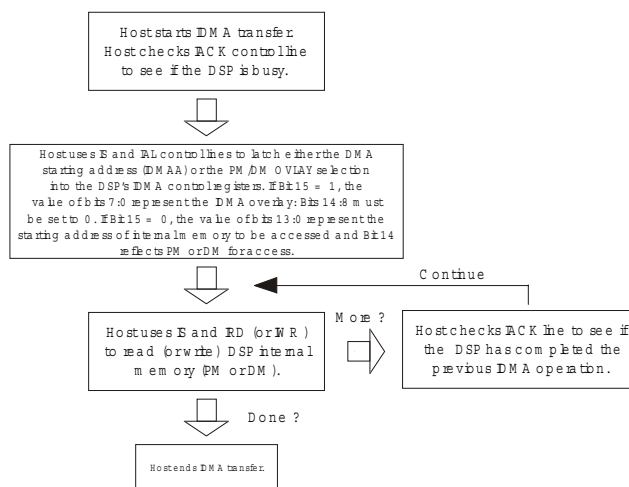 Host starts IDMA transfer.
Host checks IACK control line
to see if the DSP is busy.
Host uses IS and IAL control lines to latch either the DMA
starting address (IDMAA) or the PM/DM OVLAY selection
into the DSP's IDMA control registers. If Bit 15 = 1, the
value of bits 7:0 represent the IDMA overlay: Bits 14:8 must
be set to 0. If Bit 15 = 0, the value of bits 13:0 represent the
starting address of internal memory to be accessed and Bit 14
reflects PM or DM for access.
Continue
Host uses IS and IRD (or IWR)
to read (or write) DSP internal
memory (PM or DM).
More?
Host checks IACK line to see if
the DSP has completed the
previous IDMA operation.
Done?
Host ends IDMA transfer.